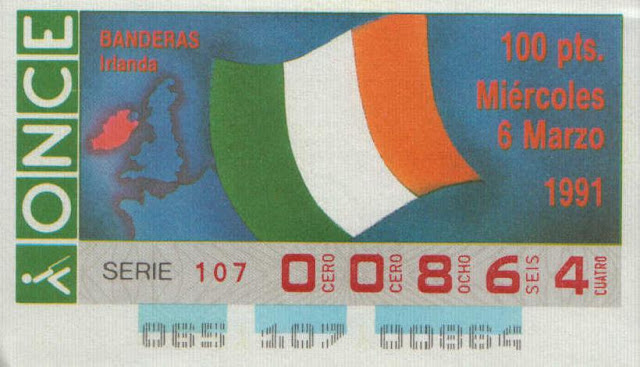 ONCE
BANDERAS
Irlanda
100 pts.
Miércoles
6 Marzo
1991
SERIE 107 0 CERO 0 CERO 8 OCHO 6 SEIS 4 CUATRO
065 107 00864